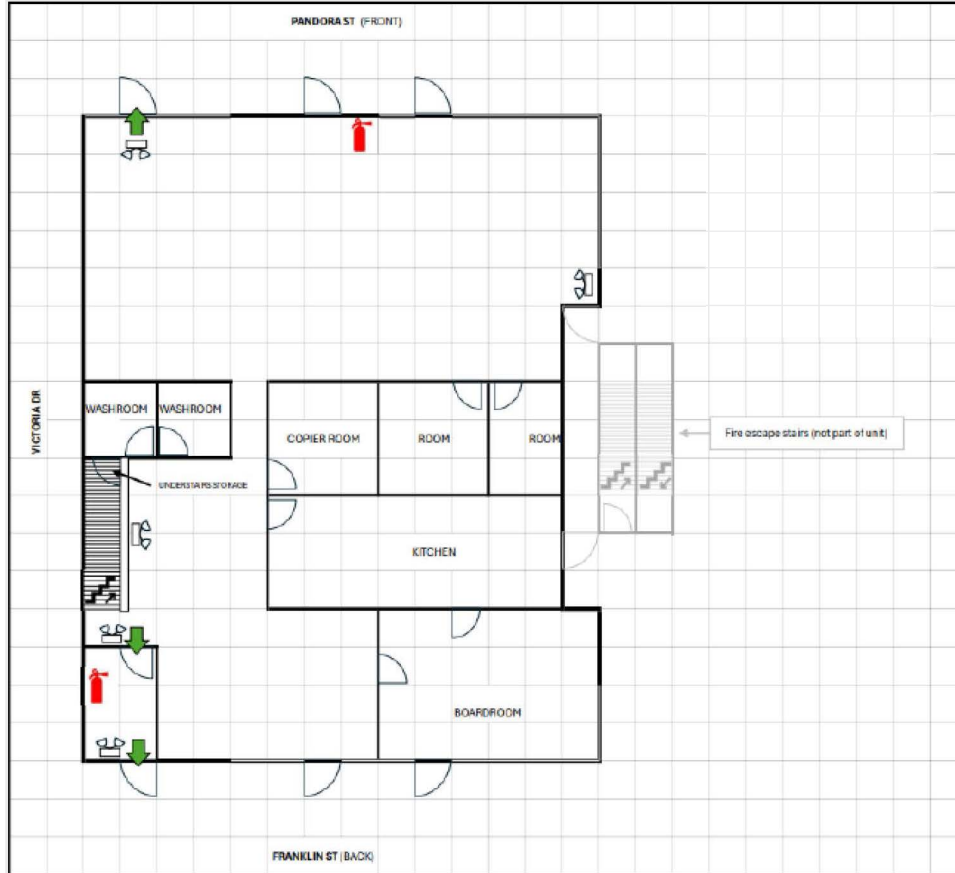 PANDORA ST (FRONT)
VICTORIA DR
WASHROOM
WASHROOM
COPIER ROOM
ROOM
ROOM
Fire escape stairs (not part of unit)
UNDERSTAIRS STORAGE
KITCHEN
BOARDROOM
FRANKLIN ST (BACK)